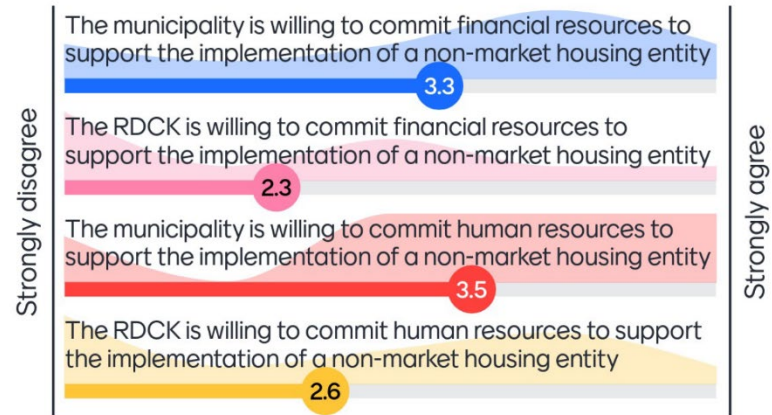 The municipality is willing to commit financial resources to
support the implementation of a non-market housing entity
3.3
The RDCK is willing to commit financial resources to
support the implementation of a non-market housing entity
2.3
The municipality is willing to commit human resources to
support the implementation of a non-market housing entity
3.5
The RDCK is willing to commit human resources to support
the implementation of a non-market housing entity
2.6
Strongly disagree
Strongly agree